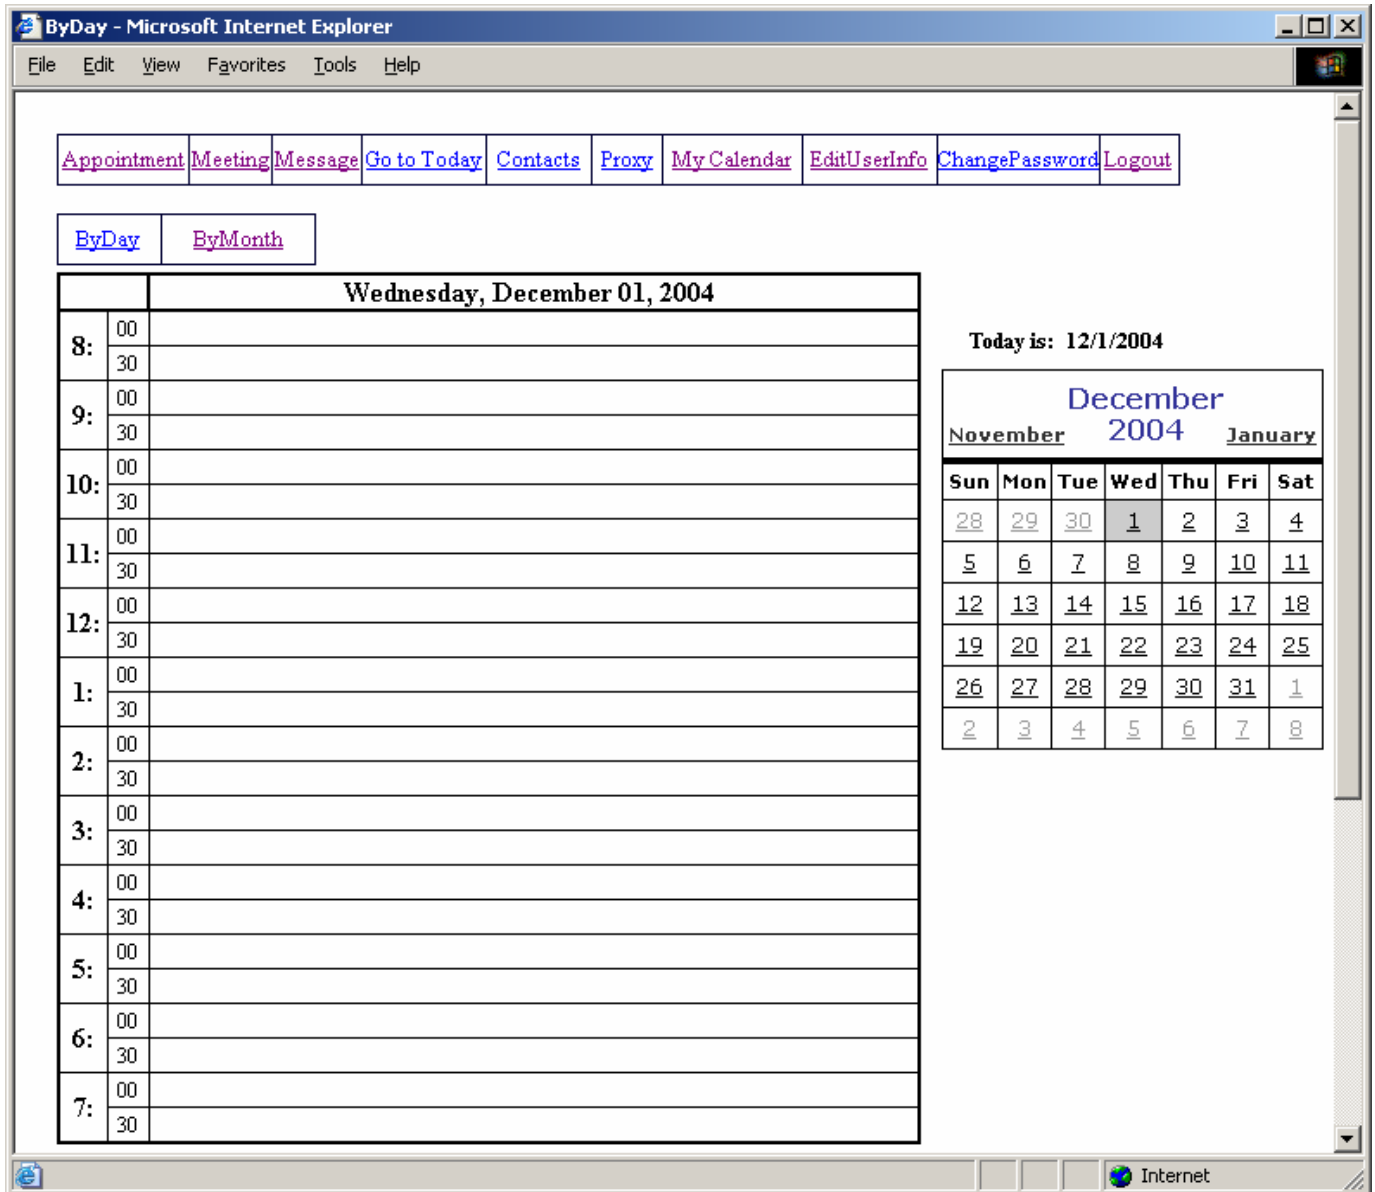 ByDay - Microsoft Internet Explorer
File Edit View Favorites Tools Help
Appointment Meeting Message Go to Today Contacts Proxy My Calendar EditUserInfo ChangePassword Logout
ByDay ByMonth
Wednesday, December 01, 2004
8: 00
30
9: 00
30
10: 00
30
11: 00
30
12: 00
30
1: 00
30
2: 00
30
3: 00
30
4: 00
30
5: 00
30
6: 00
30
7: 00
30
Today is: 12/1/2004
December
November 2004 January
Sun Mon Tue Wed Thu Fri Sat
28 29 30 1 2 3 4
5 6 7 8 9 10 11
12 13 14 15 16 17 18
19 20 21 22 23 24 25
26 27 28 29 30 31 1
2 3 4 5 6 7 8
Internet